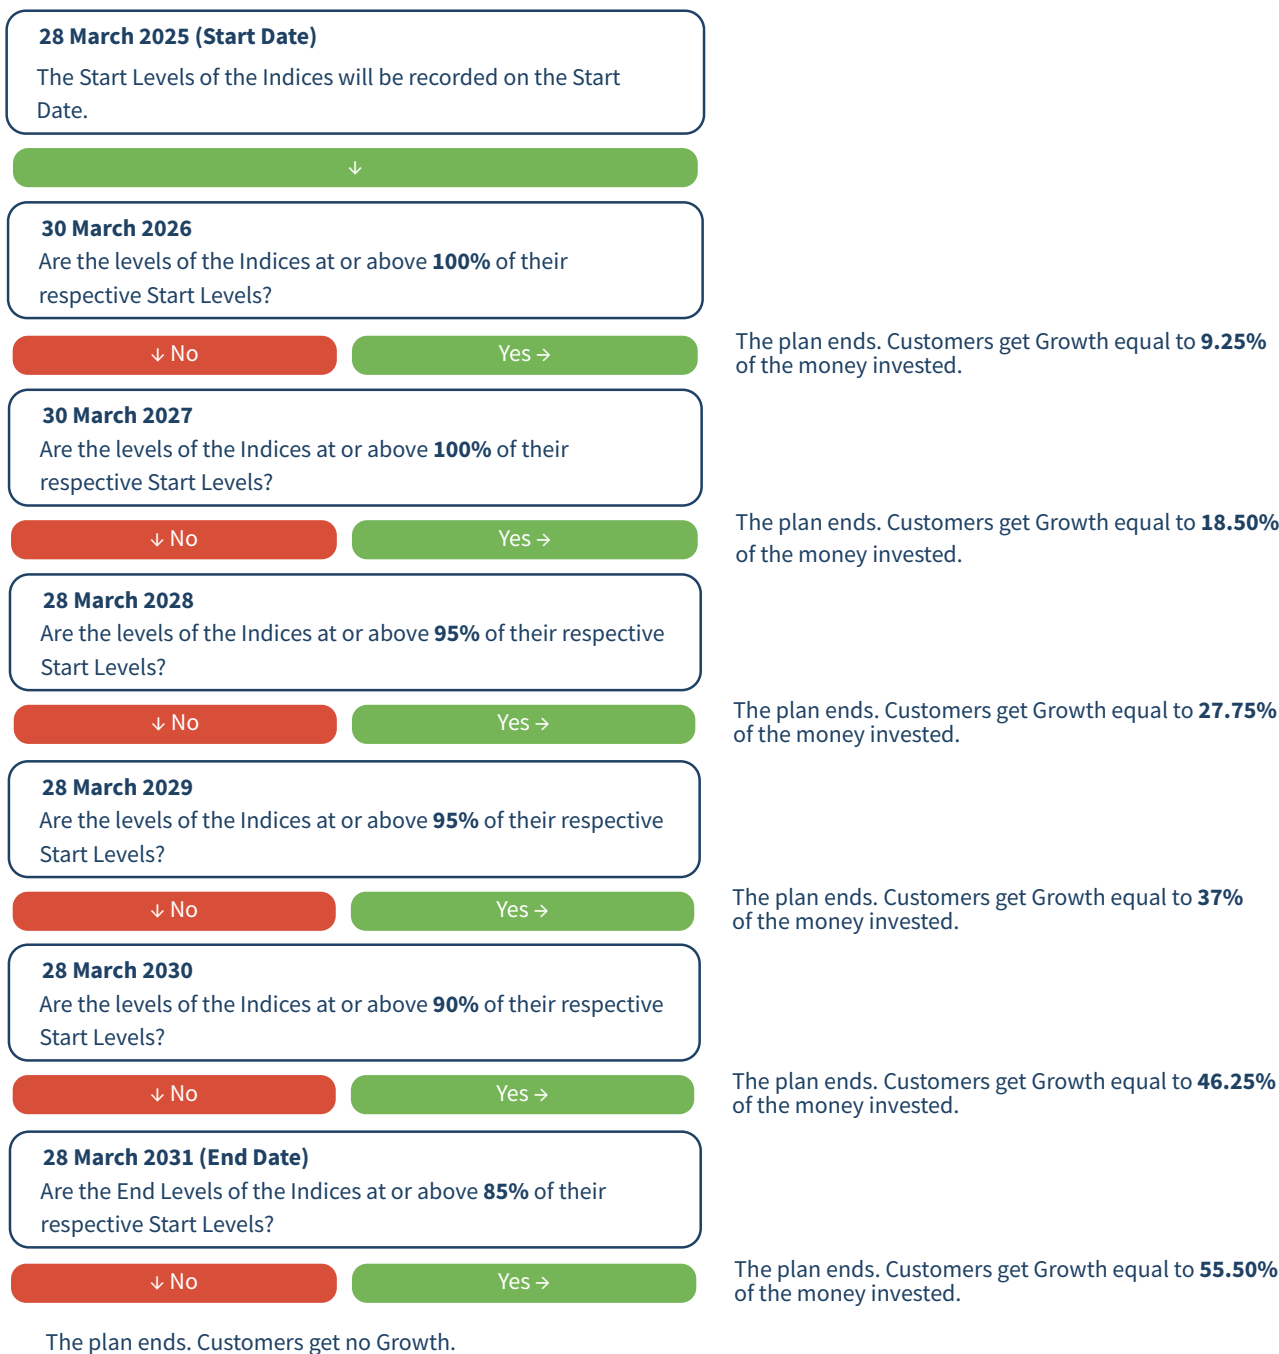 28 March 2025 (Start Date)
The Start Levels of the Indices will be recorded on the Start
Date.
↓
30 March 2026
Are the levels of the Indices at or above 100% of their
respective Start Levels?
↓ No
Yes →
The plan ends. Customers get Growth equal to 9.25%
of the money invested.
30 March 2027
Are the levels of the Indices at or above 100% of their
respective Start Levels?
↓ No
Yes →
The plan ends. Customers get Growth equal to 18.50%
of the money invested.
28 March 2028
Are the levels of the Indices at or above 95% of their respective
Start Levels?
↓ No
Yes →
The plan ends. Customers get Growth equal to 27.75%
of the money invested.
28 March 2029
Are the levels of the Indices at or above 95% of their respective
Start Levels?
↓ No
Yes →
The plan ends. Customers get Growth equal to 37%
of the money invested.
28 March 2030
Are the levels of the Indices at or above 90% of their respective
Start Levels?
↓ No
Yes →
The plan ends. Customers get Growth equal to 46.25%
of the money invested.
28 March 2031 (End Date)
Are the End Levels of the Indices at or above 85% of their
respective Start Levels?
↓ No
Yes →
The plan ends. Customers get Growth equal to 55.50%
of the money invested.
The plan ends. Customers get no Growth.